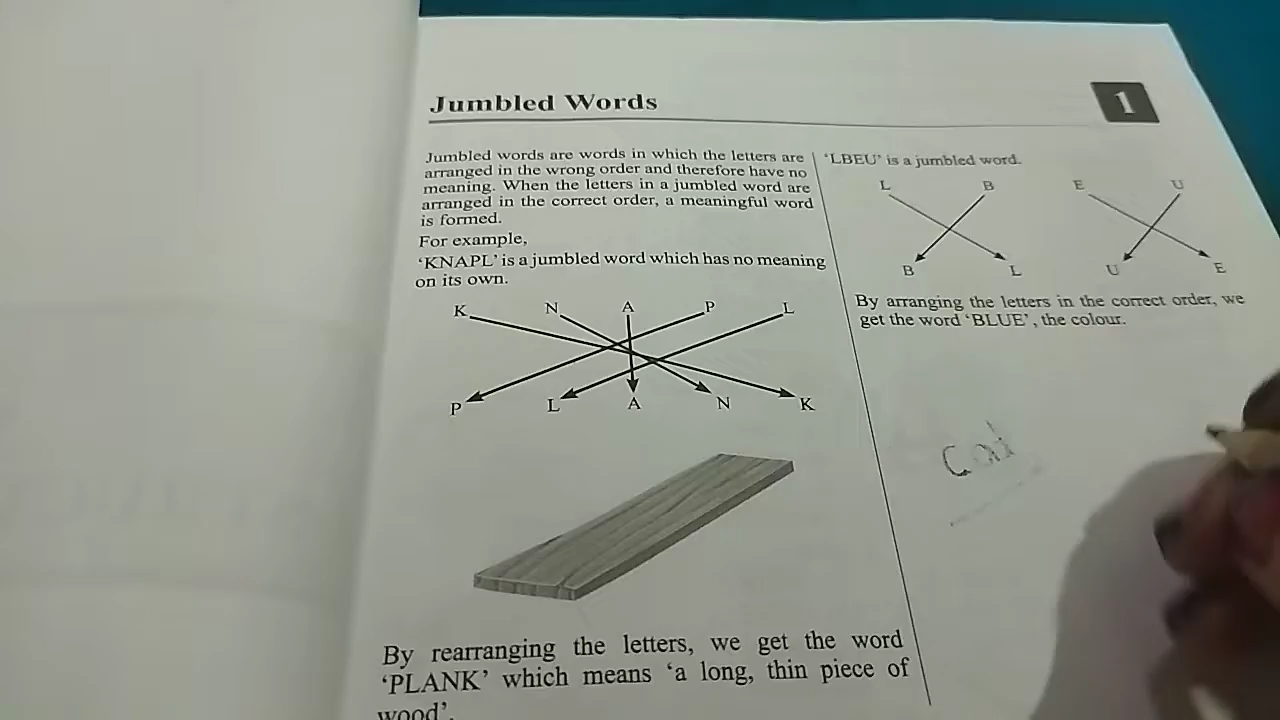 Jumbled Words
1
Jumbled words are words in which the letters are
arranged in the wrong order and therefore have no
meaning. When the letters in a jumbled word are
arranged in the correct order, a meaningful word
is formed.
For example,
‘KNAPL’ is a jumbled word which has no meaning
on its own.
K N A P L
P L A N K
By rearranging the letters, we get the word
‘PLANK’ which means ‘a long, thin piece of
wood’.
‘LBEU’ is a jumbled word.
L B E U
B L U E
By arranging the letters in the correct order, we
get the word ‘BLUE’, the colour.